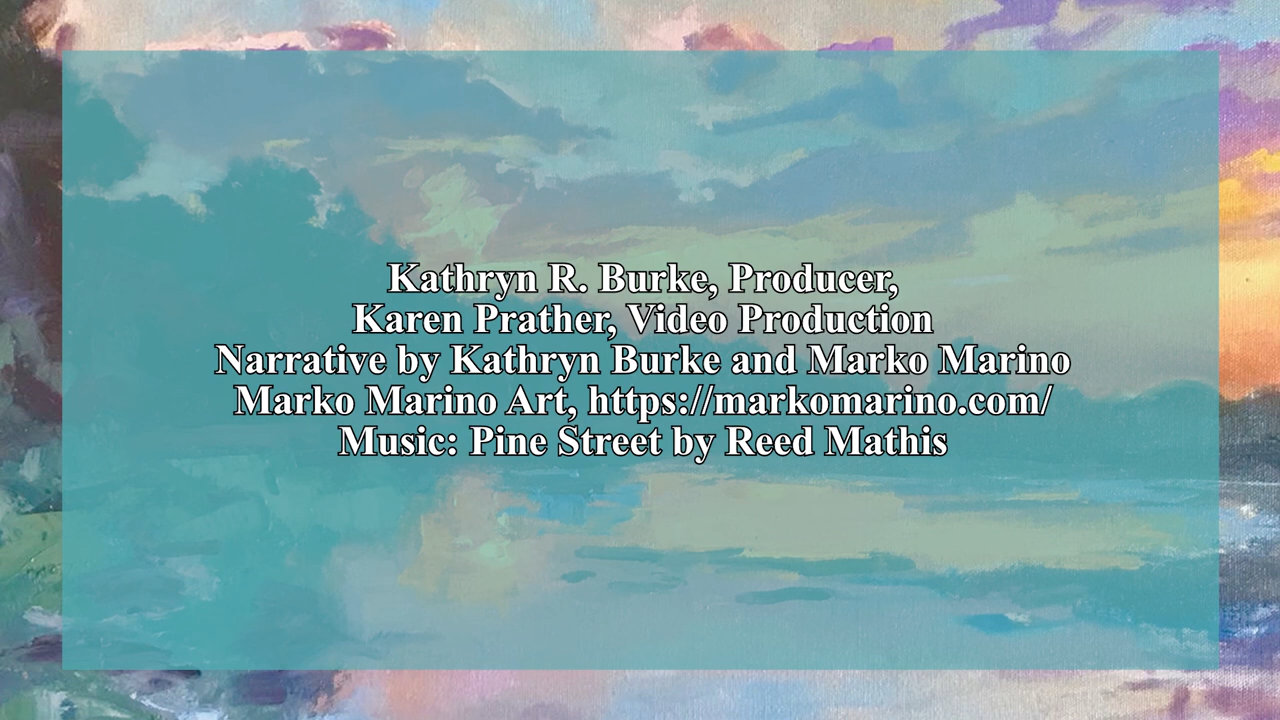 Kathryn R. Burke, Producer,
Karen Prather, Video Production
Narrative by Kathryn Burke and Marko Marino
Marko Marino Art, https://markomarino.com/
Music: Pine Street by Reed Mathis